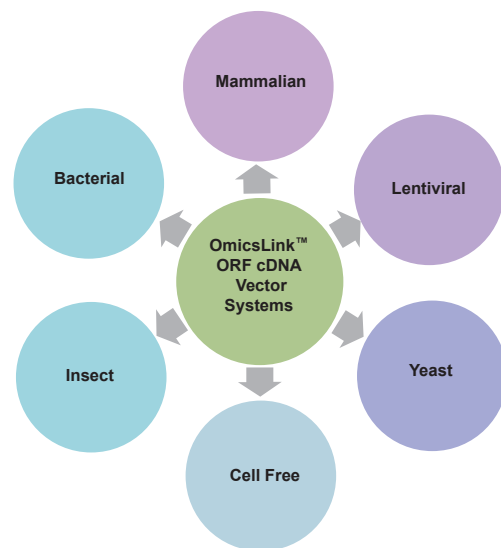 Mammalian
Bacterial
Lentiviral
OmicsLink™
ORF cDNA
Vector
Systems
Insect
Yeast
Cell Free